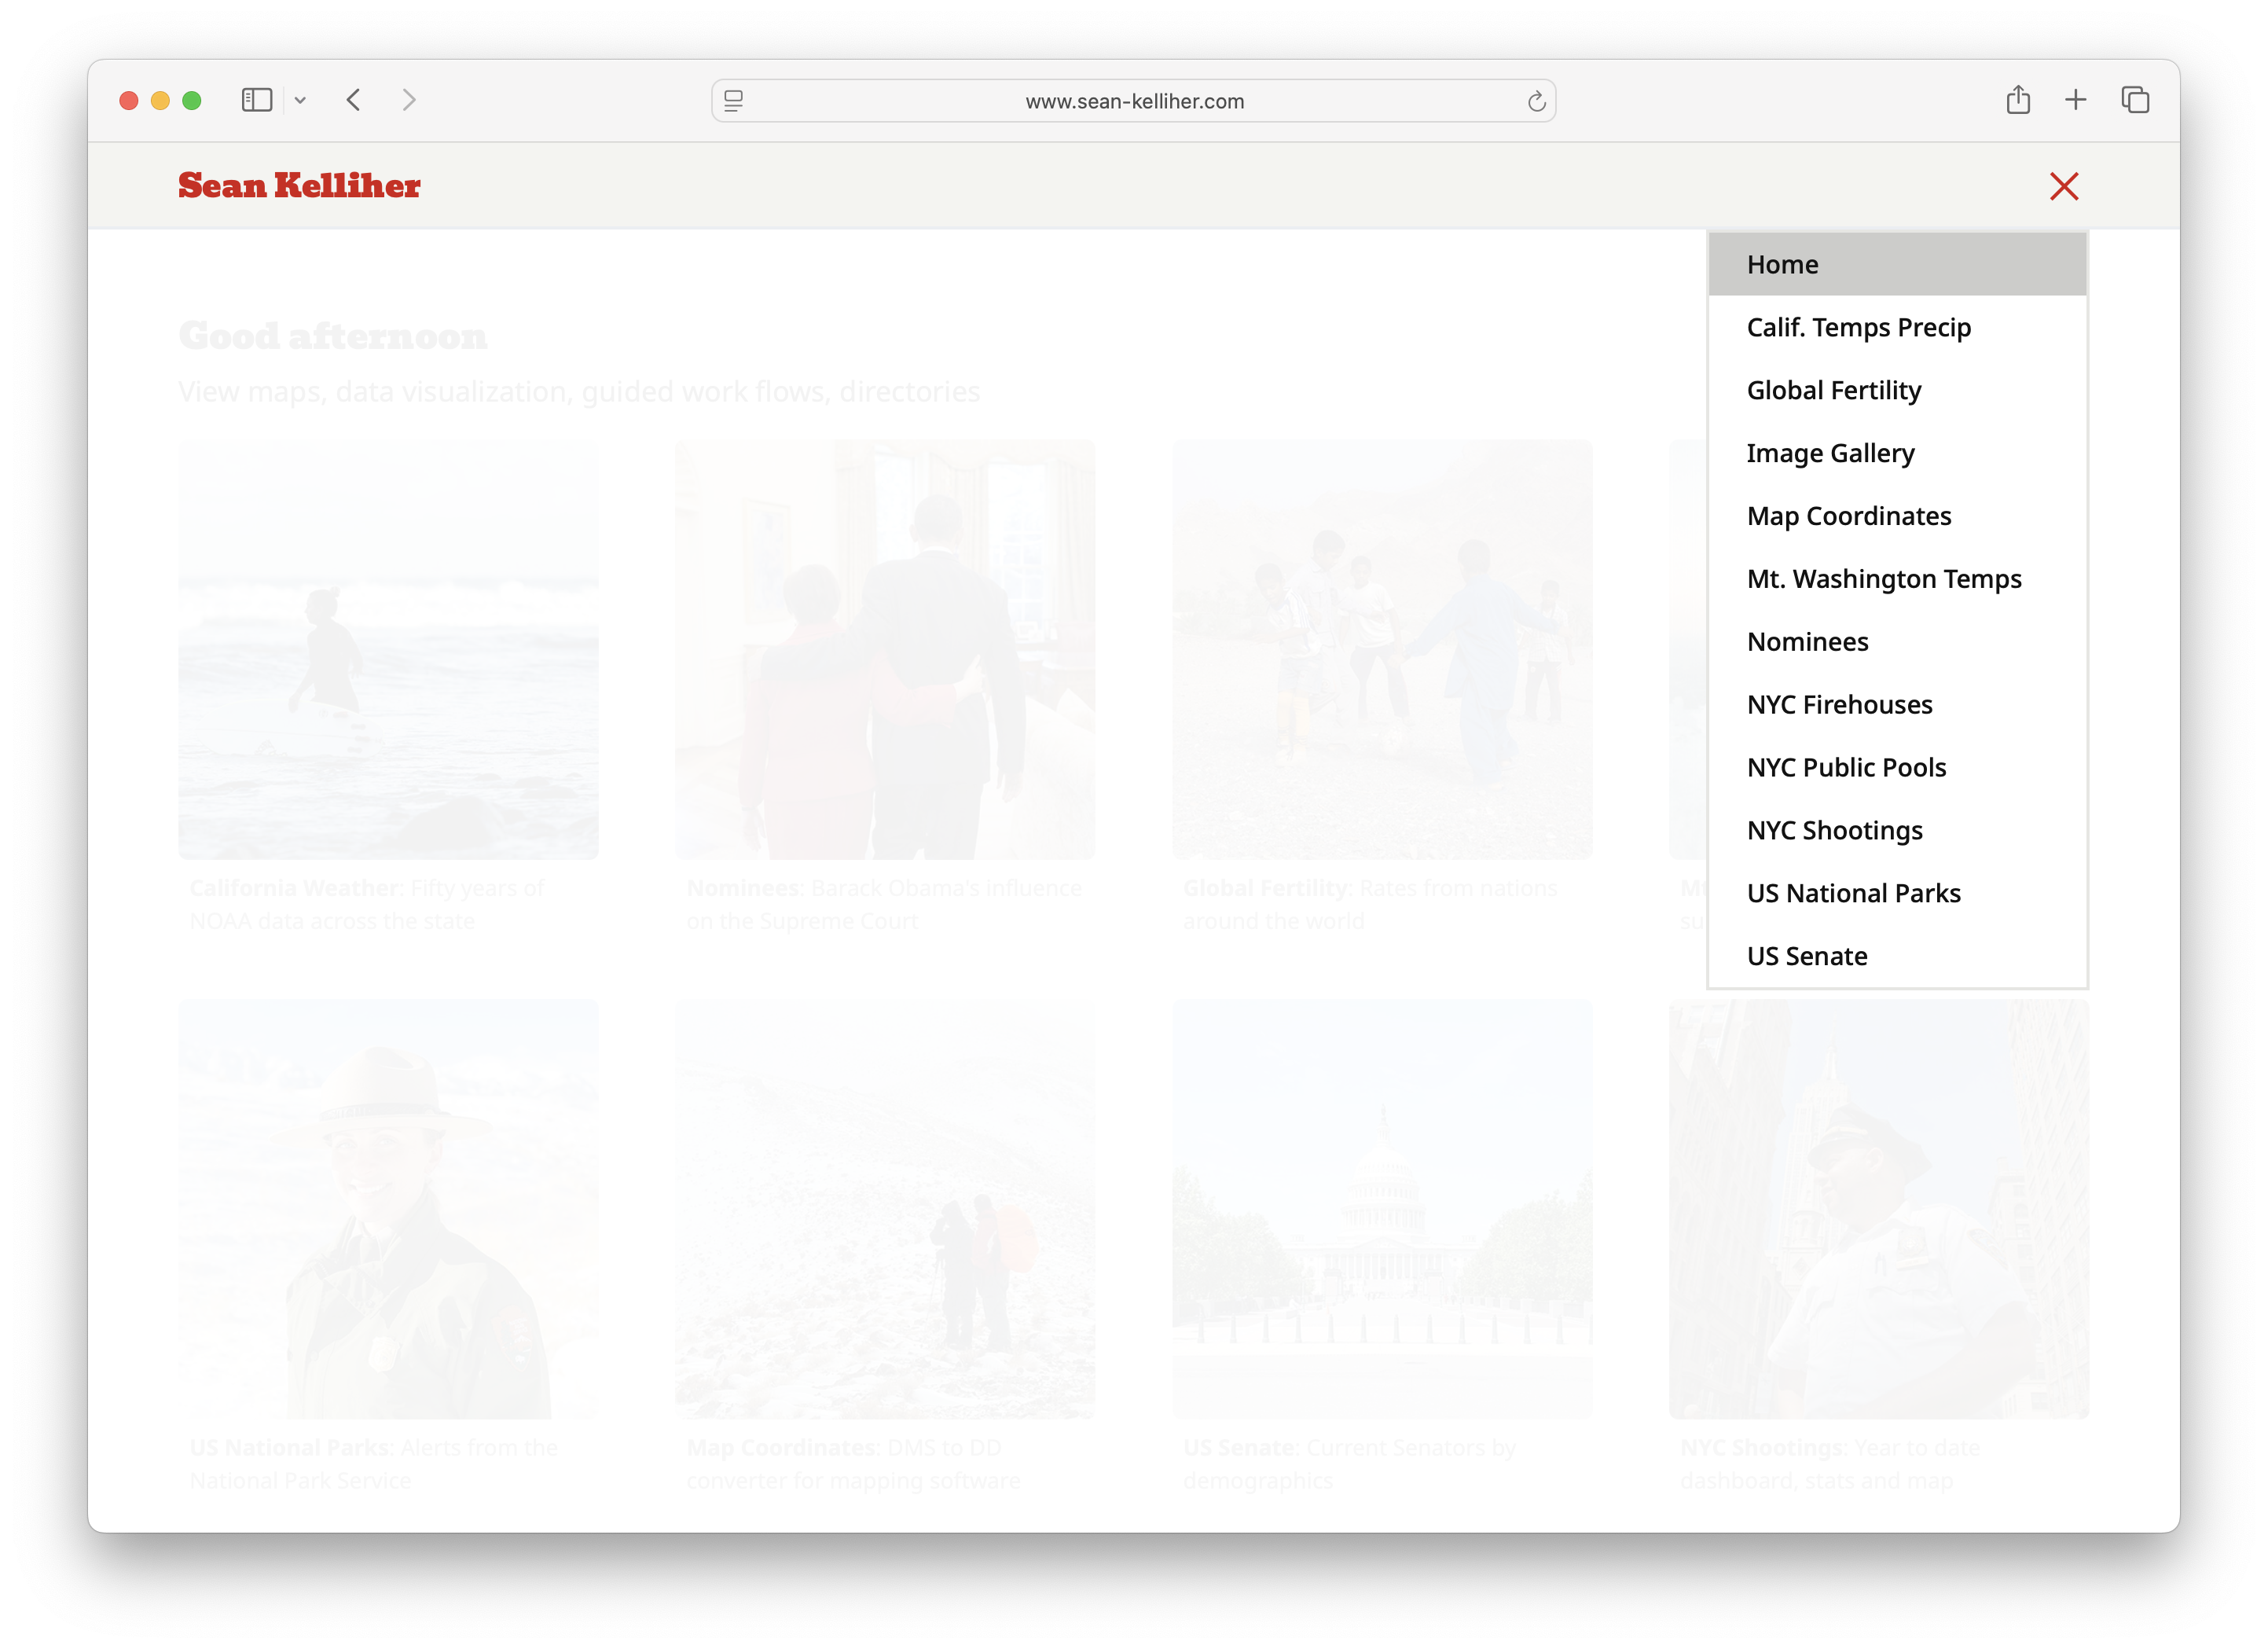 www.sean-kelliher.com
Sean Kelliher
Home
Calif. Temps Precip
Global Fertility
Image Gallery
Map Coordinates
Mt. Washington Temps
Nominees
NYC Firehouses
NYC Public Pools
NYC Shootings
US National Parks
US Senate
Good afternoon
View maps, data visualization, guided work flows, directories
California Weather: Fifty years of
NOAA data across the state
Nominees: Barack Obama's influence
on the Supreme Court
Global Fertility: Rates from nations
around the world
US National Parks: Alerts from the
National Park Service
Map Coordinates: DMS to DD
converter for mapping software
US Senate: Current Senators by
demographics
NYC Shootings: Year to date
dashboard, stats and map